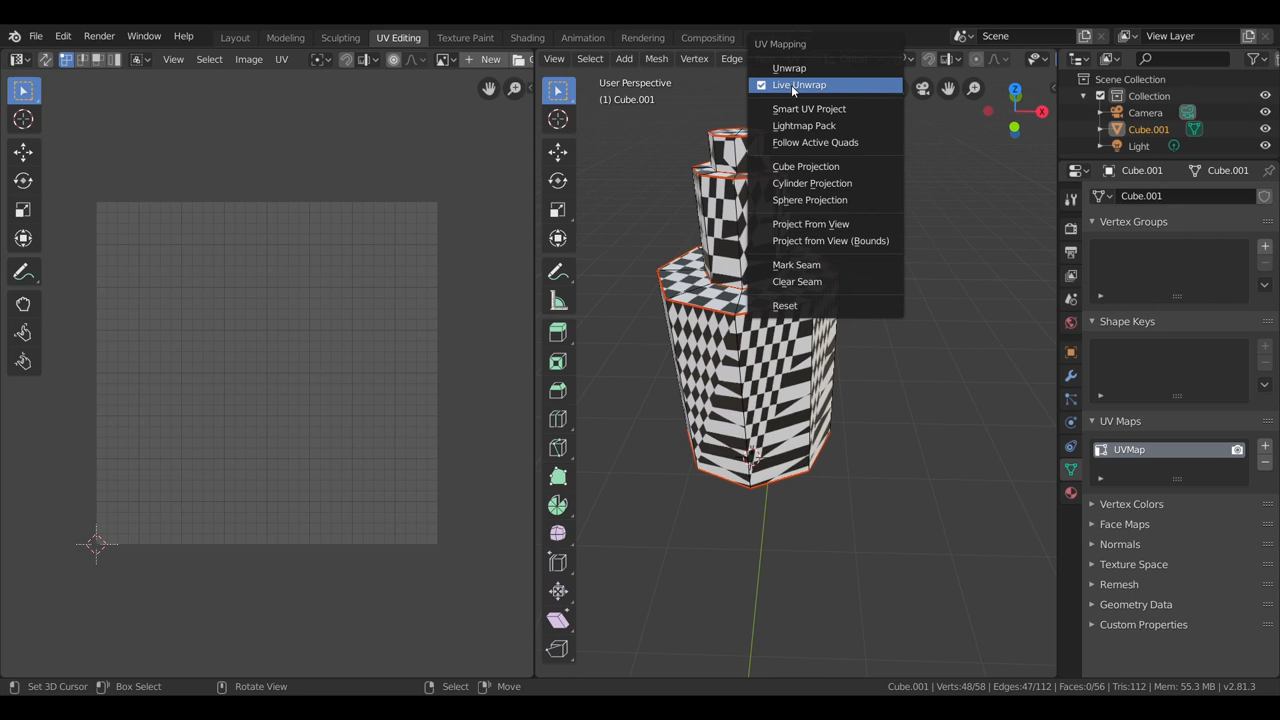 File Edit Render Window Help Layout Modeling Sculpting UV Editing Texture Paint Shading Animation Rendering Compositing Scene View Layer
View Select Image UV New View Select Add Mesh Vertex Edge
UV Mapping
Unwrap
Live Unwrap
Smart UV Project
Lightmap Pack
Follow Active Quads
Cube Projection
Cylinder Projection
Sphere Projection
Project From View
Project from View (Bounds)
Mark Seam
Clear Seam
Reset
User Perspective
(1) Cube.001
Z
X
Scene Collection
Collection
Camera
Cube.001
Light
Cube.001 Cube.001
Cube.001
Vertex Groups
Shape Keys
UV Maps
UVMap
Vertex Colors
Face Maps
Normals
Texture Space
Remesh
Geometry Data
Custom Properties
Set 3D Cursor Box Select Rotate View Select Move Cube.001 | Verts:48/58 | Edges:47/112 | Faces:0/56 | Tris:112 | Mem: 55.3 MB | v2.81.3